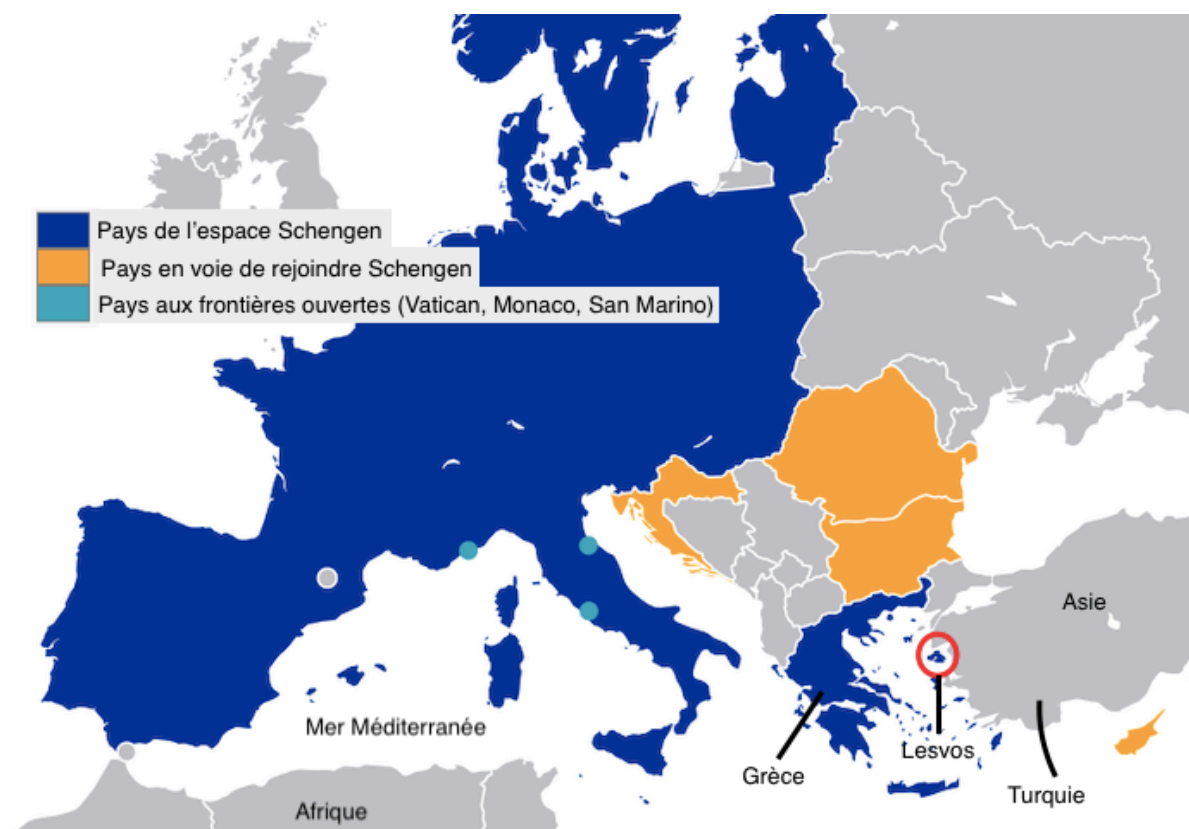 Pays de l'espace Schengen
Pays en voie de rejoindre Schengen
Pays aux frontières ouvertes (Vatican, Monaco, San Marino)
Asie
Mer Méditerranée
Lesvos
Grèce
Turquie
Afrique